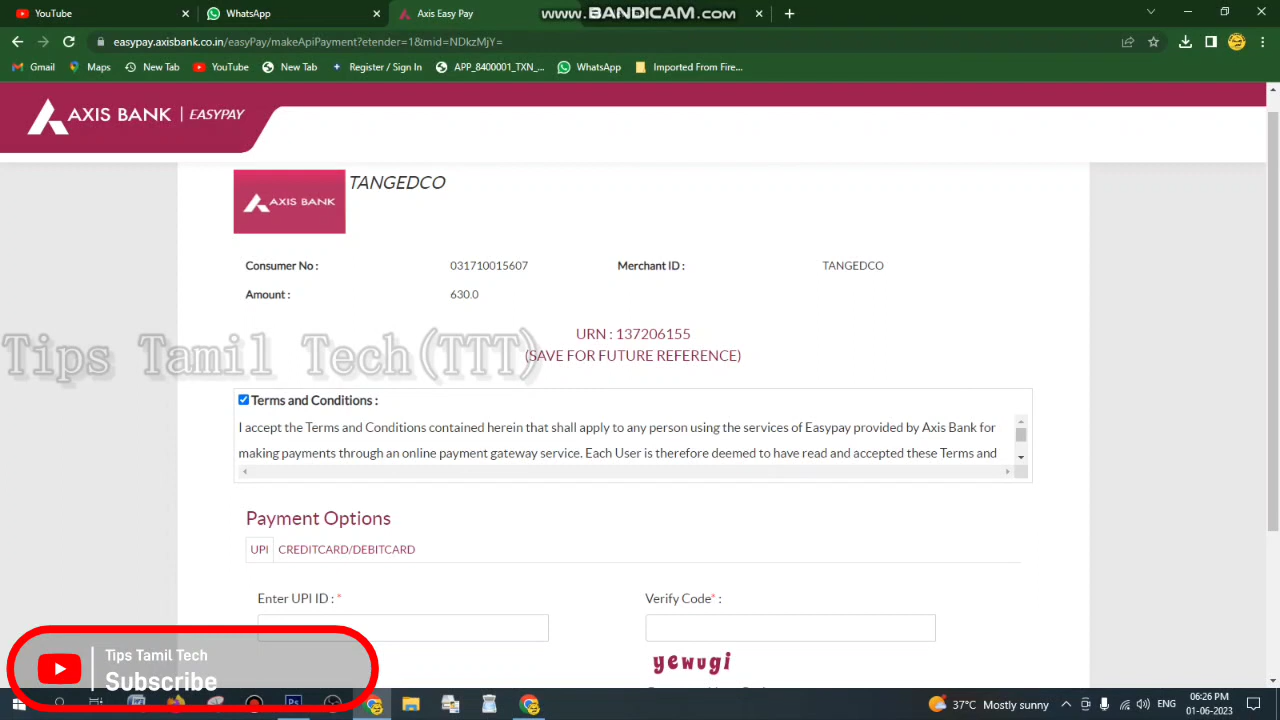 YouTube × WhatsApp × Axis Easy Pay WWW.BANDICAM.COM × +
easypay.axisbank.co.in/easyPay/makeApiPayment?etender=1&mid=NDkzMjY=
Gmail Maps New Tab YouTube New Tab Register / Sign In APP_8400001_TXN_... WhatsApp Imported From Fire...
AXIS BANK | EASYPAY
AXIS BANK
TANGEDCO
Consumer No : 031710015607 Merchant ID : TANGEDCO
Amount : 630.0
URN : 137206155
Tips Tamil Tech(TTT)
(SAVE FOR FUTURE REFERENCE)
Terms and Conditions :
I accept the Terms and Conditions contained herein that shall apply to any person using the services of Easypay provided by Axis Bank for
making payments through an online payment gateway service. Each User is therefore deemed to have read and accepted these Terms and
Payment Options
UPI CREDITCARD/DEBITCARD
Enter UPI ID : * Verify Code* :
yewugi
Tips Tamil Tech
Subscribe
37°C Mostly sunny 06:26 PM
01-06-2023